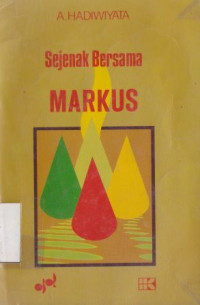 A. HADIWIYATA
Sejenak Bersama
MARKUS